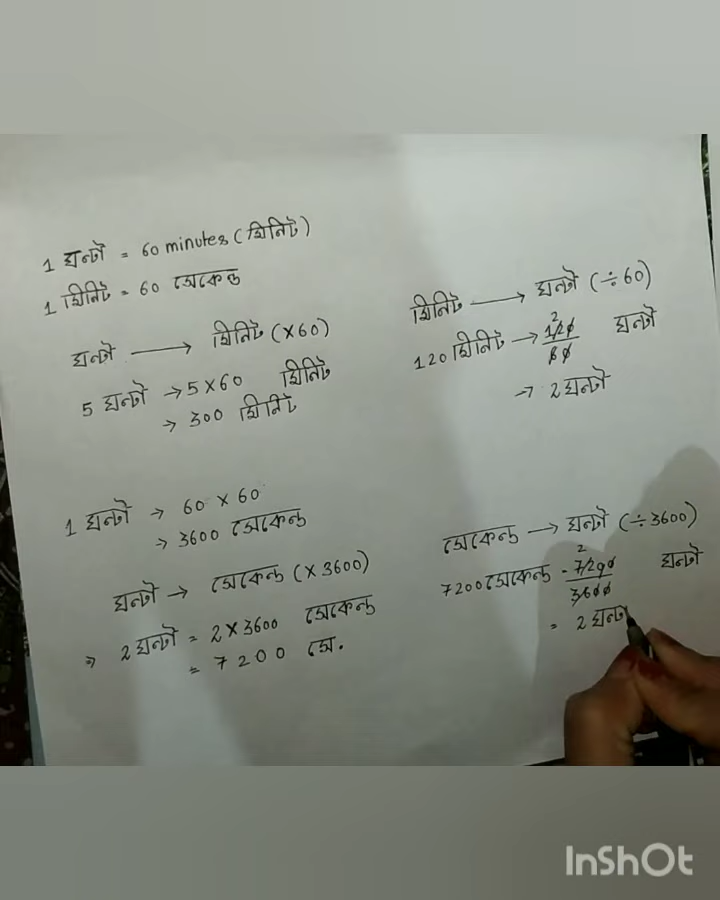 1 ঘন্টা = 60 minutes (মিনিট)
1 মিনিট = 60 সেকেন্ড
ঘন্টা ⟶ মিনিট (×60)
5 ঘন্টা → 5×60 মিনিট
→ 300 মিনিট
মিনিট ⟶ ঘন্টা (÷60)
120 মিনিট → 120/60 2 ঘন্টা
→ 2 ঘন্টা
1 ঘন্টা → 60 × 60
→ 3600 সেকেন্ড
ঘন্টা → সেকেন্ড (×3600)
⇒ 2 ঘন্টা = 2×3600 সেকেন্ড
= 7200 সে.
সেকেন্ড → ঘন্টা (÷3600)
7200 সেকেন্ড - 7200/3600 2 ঘন্টা
= 2 ঘন্টা
InShOt